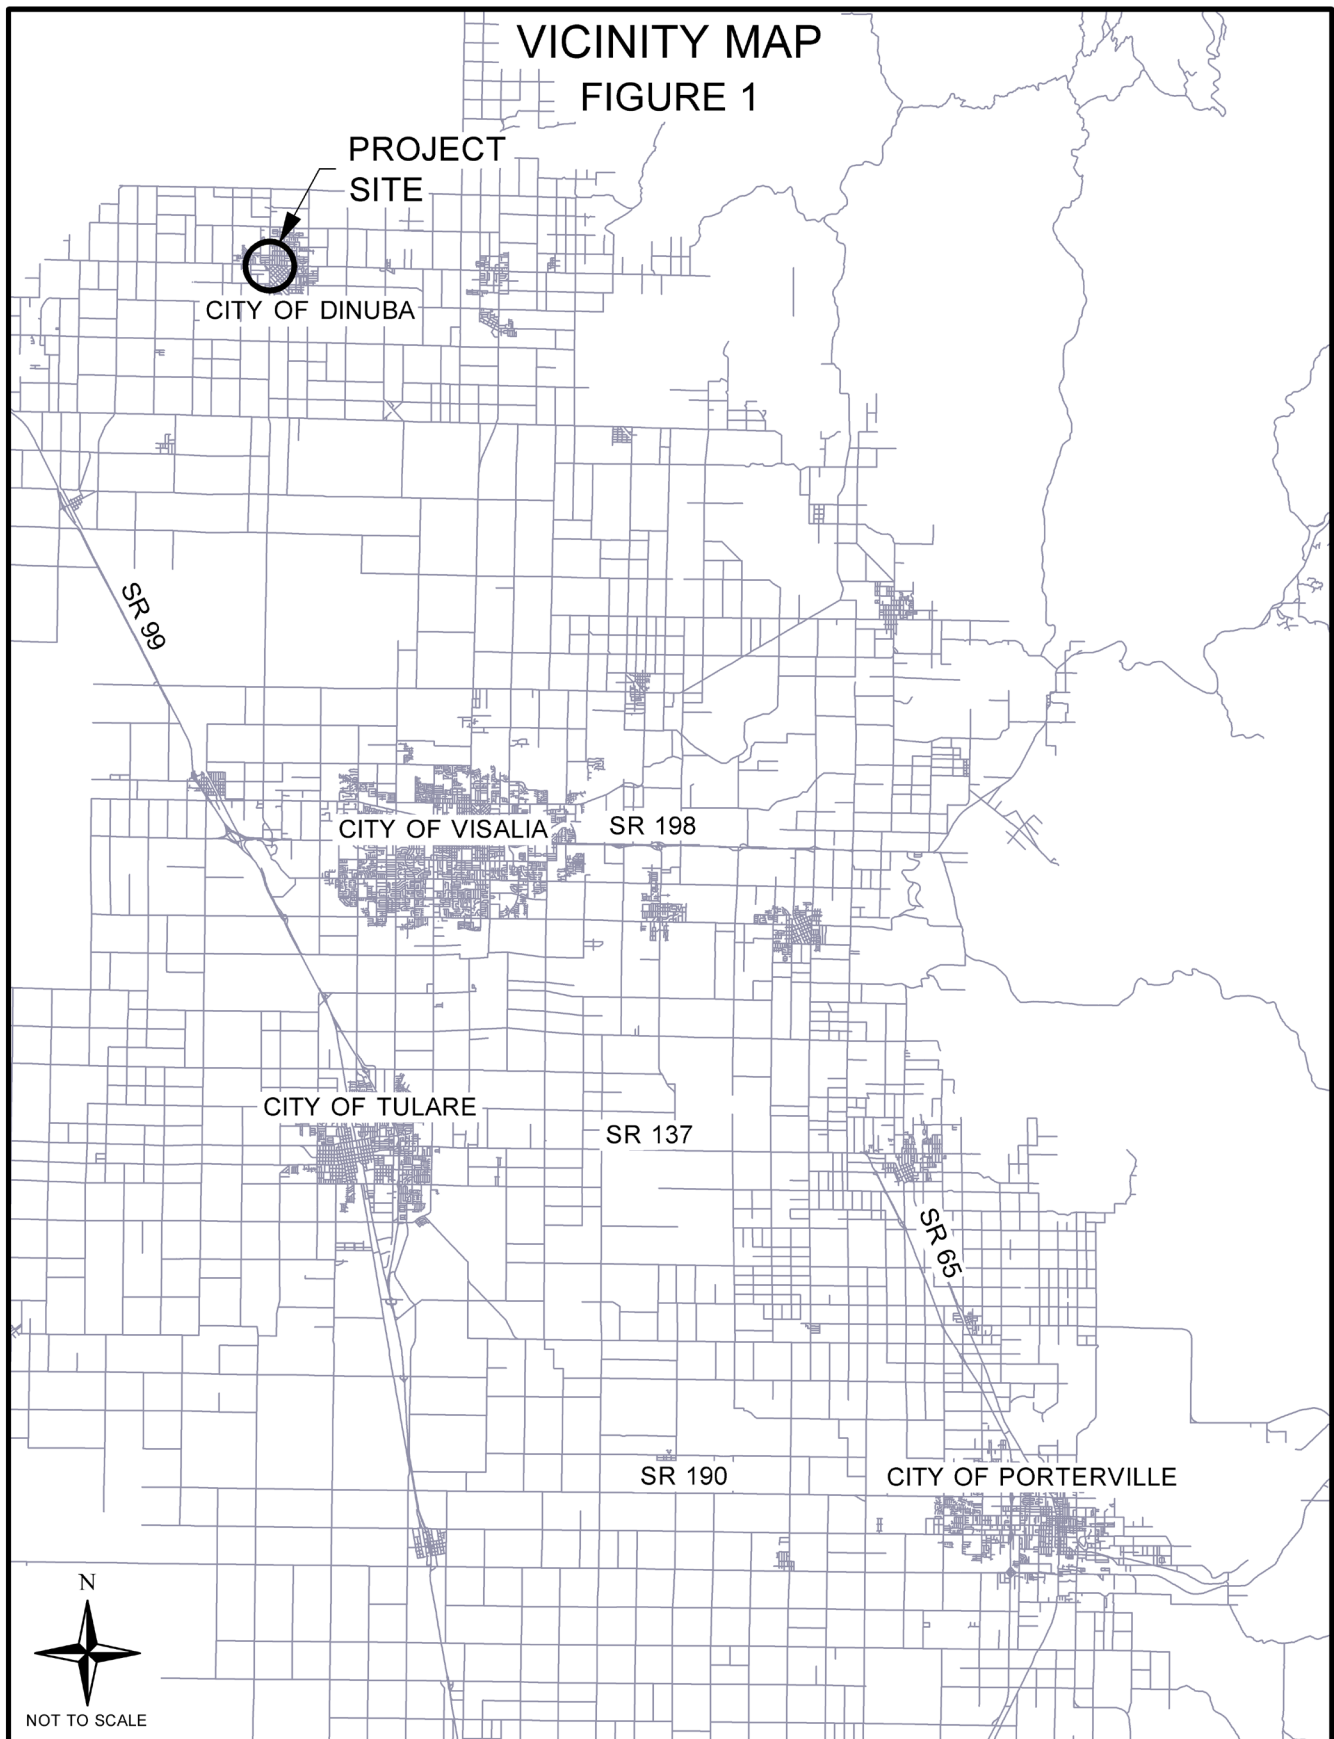 VICINITY MAP
FIGURE 1
PROJECT
SITE
CITY OF DINUBA
SR 99
CITY OF VISALIA
SR 198
CITY OF TULARE
SR 137
SR 65
SR 190
CITY OF PORTERVILLE
N
NOT TO SCALE